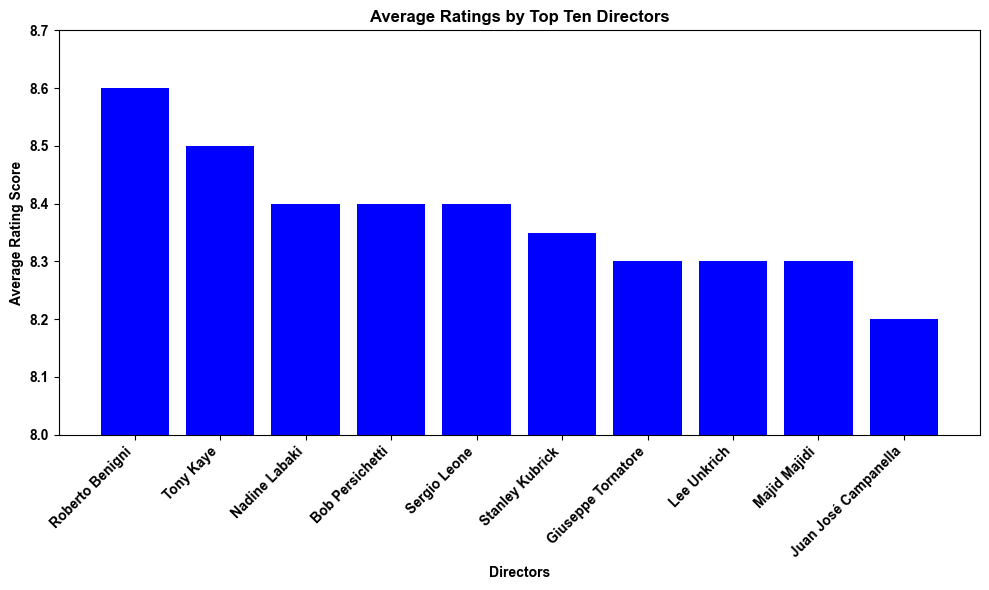 Average Ratings by Top Ten Directors
Average Rating Score
8.7
8.6
8.5
8.4
8.3
8.2
8.1
8.0
Roberto Benigni
Tony Kaye
Nadine Labaki
Bob Persichetti
Sergio Leone
Stanley Kubrick
Giuseppe Tornatore
Lee Unkrich
Majid Majidi
Juan José Campanella
Directors